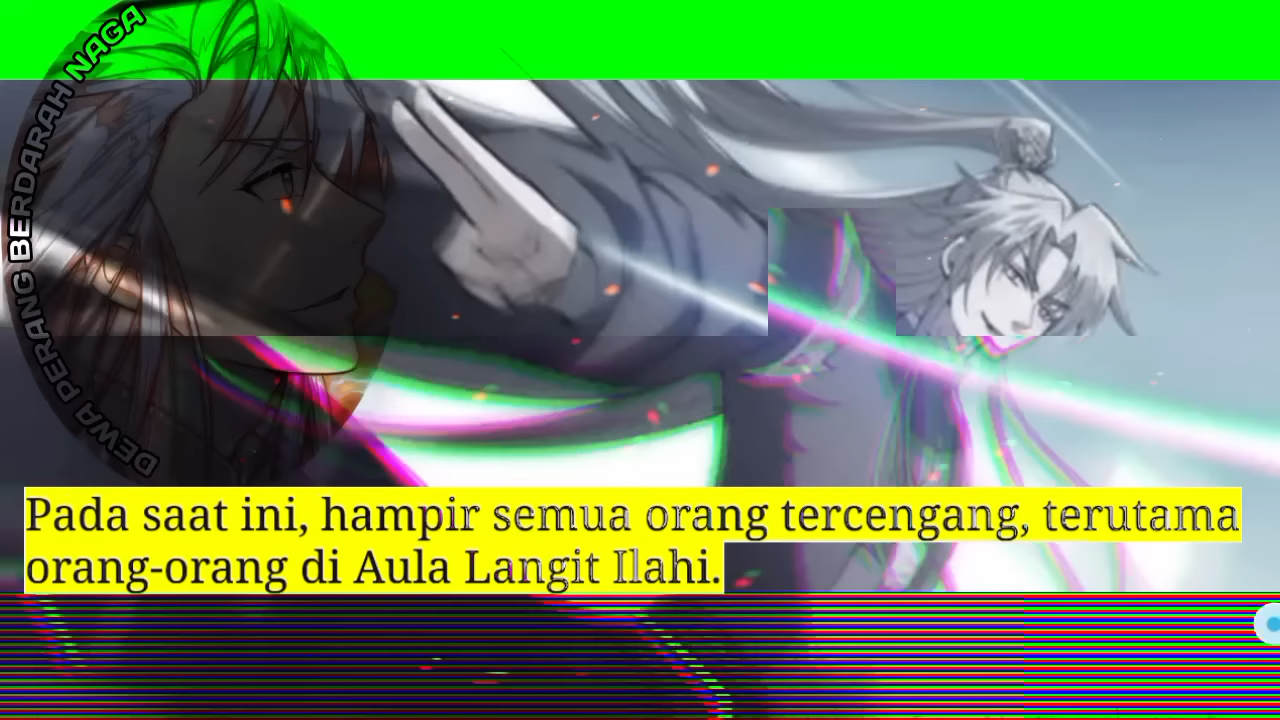 DEWA PERANG BERDARAH NAGA
Pada saat ini, hampir semua orang tercengang, terutama
orang-orang di Aula Langit Ilahi.